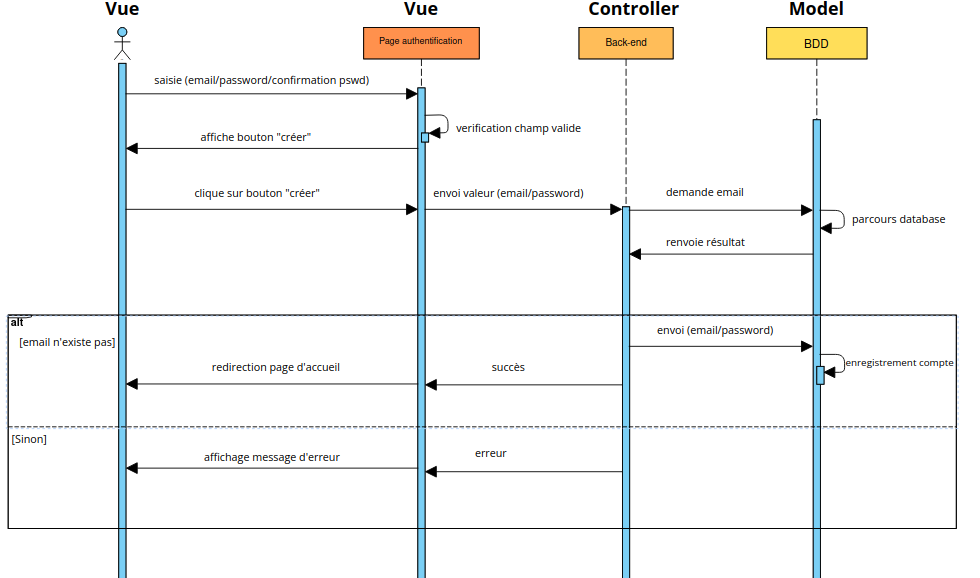 Vue
Vue
Controller
Model
Page authentification
Back-end
BDD
saisie (email/password/confirmation pswd)
verification champ valide
affiche bouton "créer"
clique sur bouton "créer"
envoi valeur (email/password)
demande email
parcours database
renvoie résultat
alt
envoi (email/password)
[email n'existe pas]
enregistrement compte
redirection page d'accueil
succès
[Sinon]
erreur
affichage message d'erreur